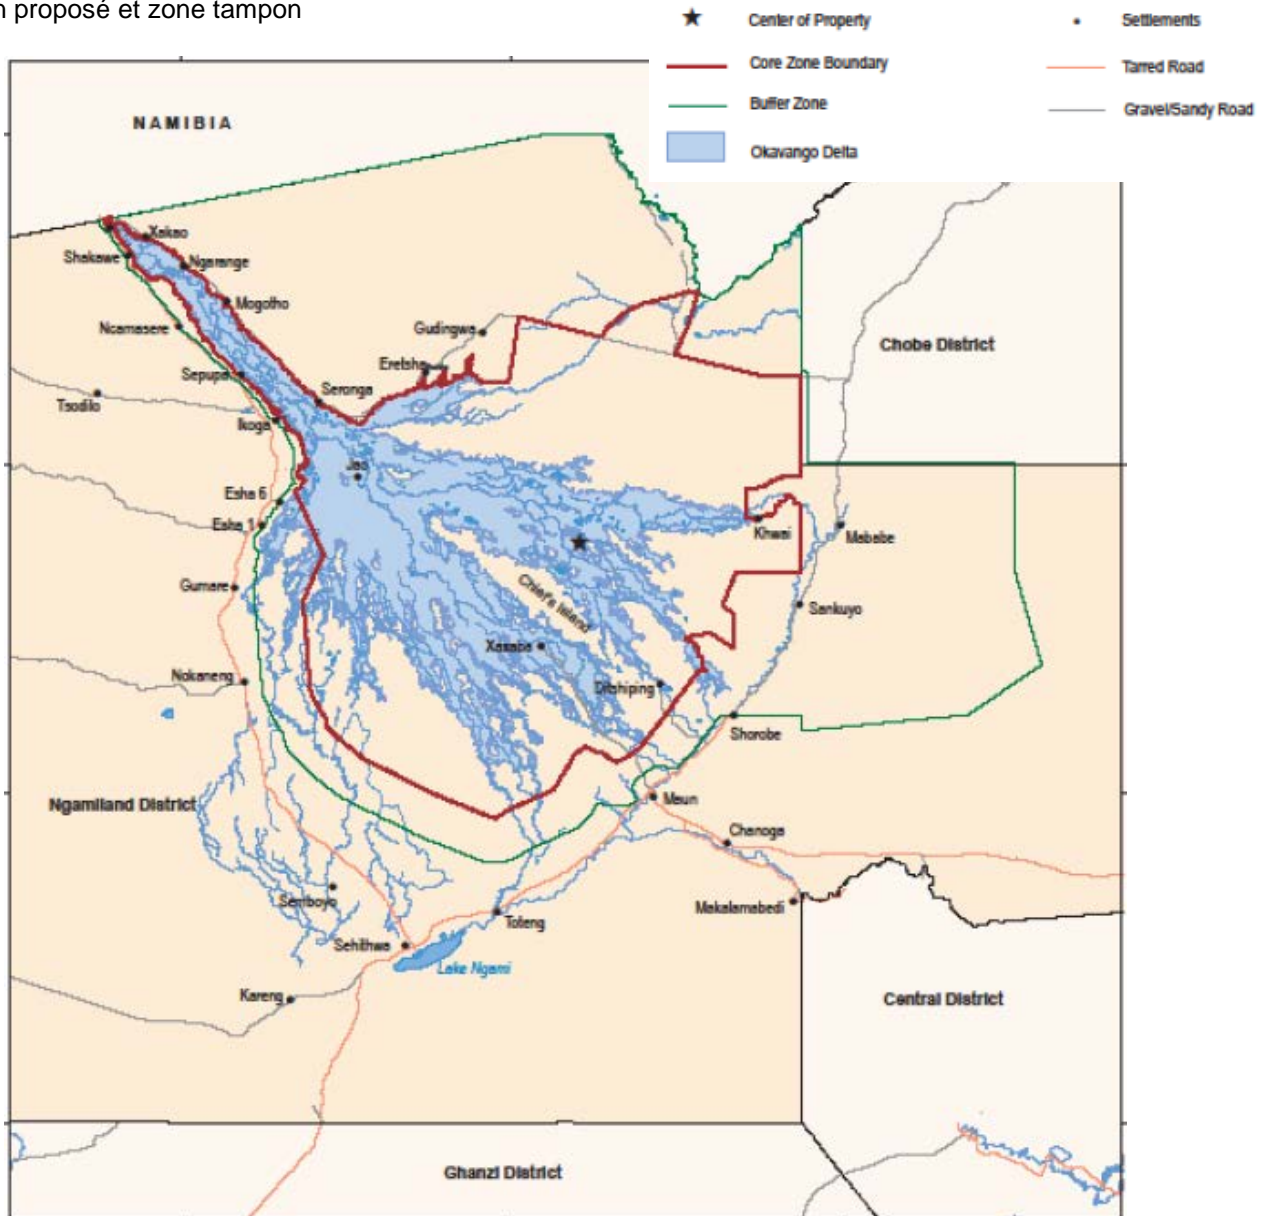 n proposé et zone tampon
Center of Property
Settlements
Core Zone Boundary
Tarred Road
Buffer Zone
Gravel/Sandy Road
Okavango Delta
NAMIBIA
Xakao
Shakawe
Ngarange
Mogotho
Ncamasere
Gudingwa
Chobe District
Eretsha
Sepupa
Seronga
Tsodilo
Ikoga
Jao
Esha 6
Esha 1
Khwai
Mababe
Gumare
Chief's Island
Sankuyo
Xaxaba
Nokaneng
Ditshiping
Shorobe
Ngamiland District
Maun
Chanoga
Semboyo
Makalamabedi
Toteng
Sehithwa
Lake Ngami
Kareng
Central District
Ghanzi District